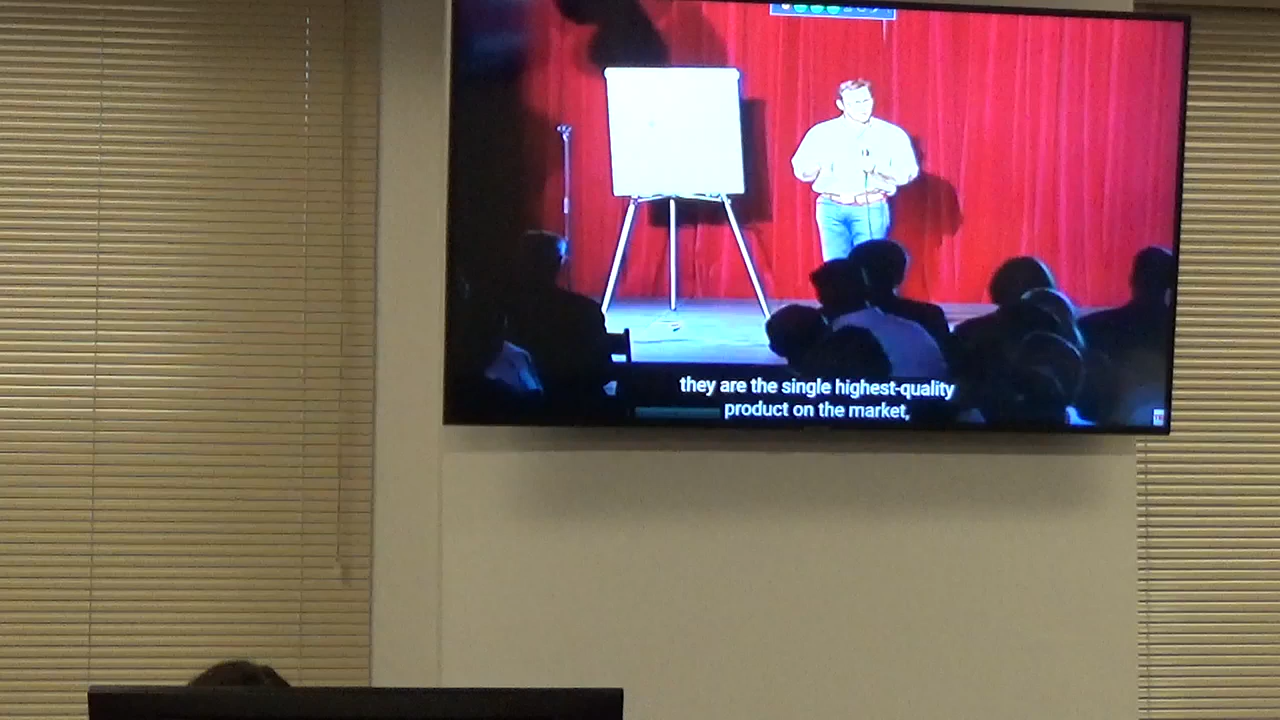 they are the single highest-quality
product on the market,